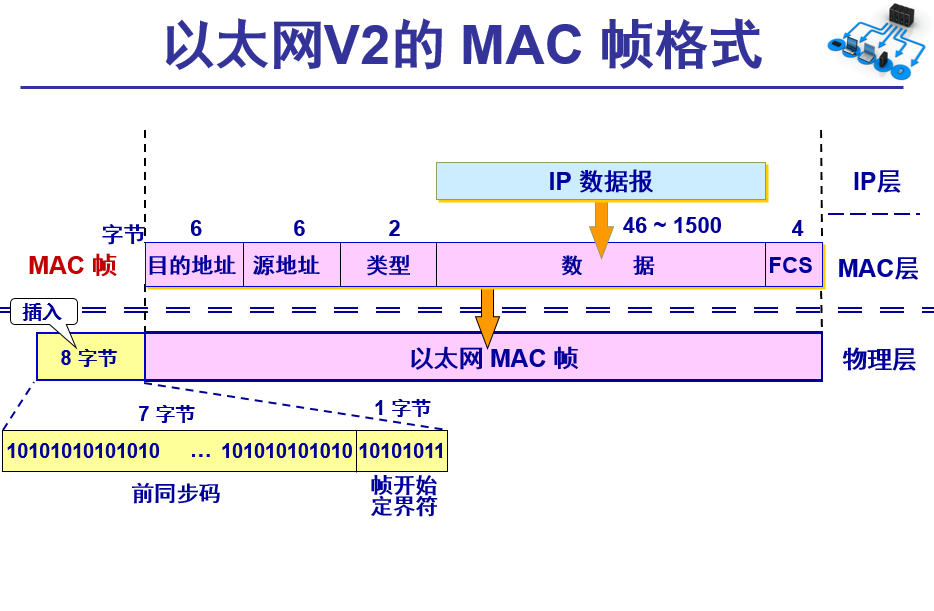 以太网V2的 MAC 帧格式
IP 数据报
IP层
字节
6
6
2
46 ~ 1500
4
MAC 帧
目的地址
源地址
类型
数 据
FCS
MAC层
插入
8 字节
以太网 MAC 帧
物理层
7 字节
1 字节
10101010101010 … 101010101010
10101011
前同步码
帧开始
定界符